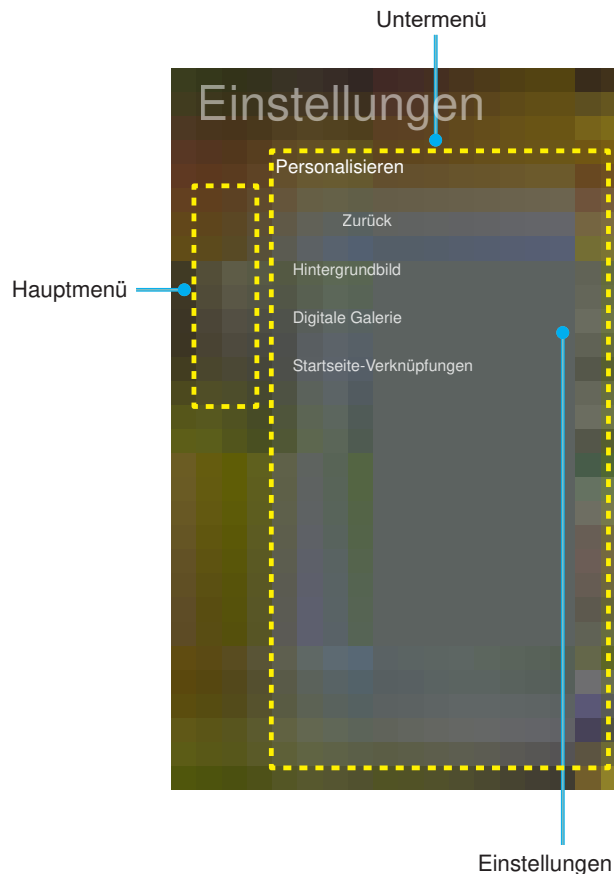 Untermenü
Einstellungen
Personalisieren
Zurück
Hintergrundbild
Hauptmenü
Digitale Galerie
Startseite-Verknüpfungen
Einstellungen